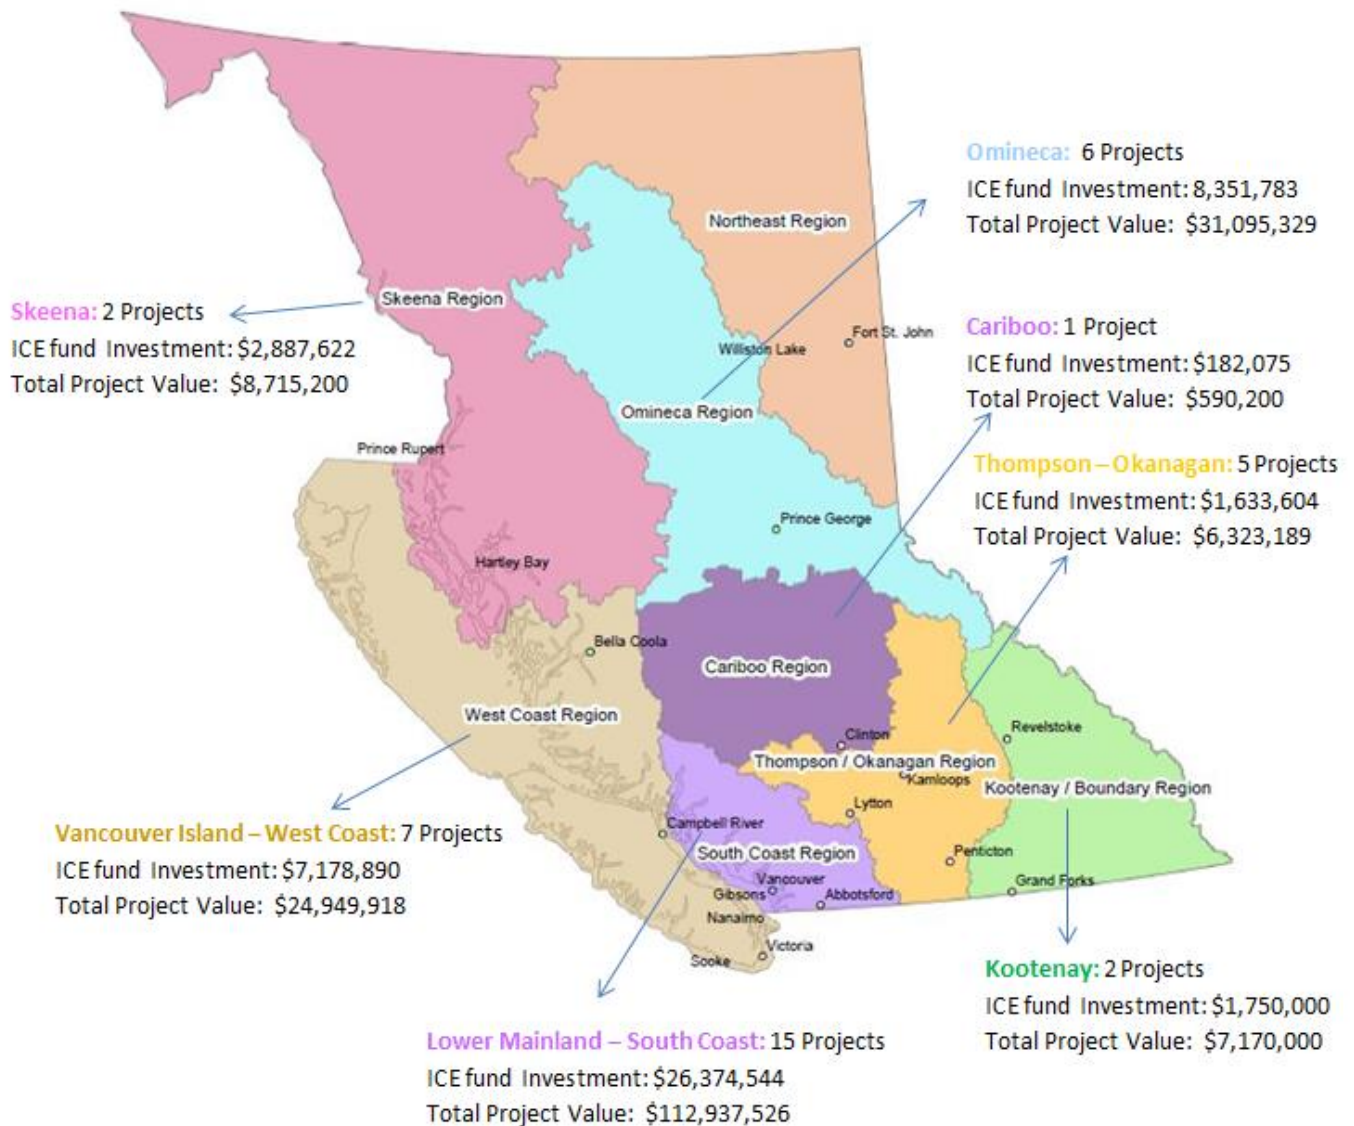 Omineca: 6 Projects
ICE fund Investment: 8,351,783
Total Project Value: $31,095,329
Northeast Region
Skeena Region
Skeena: 2 Projects
ICE fund Investment: $2,887,622
Total Project Value: $8,715,200
Cariboo: 1 Project
ICE fund Investment: $182,075
Total Project Value: $590,200
Fort St. John
Williston Lake
Omineca Region
Prince Rupert
Thompson – Okanagan: 5 Projects
ICE fund Investment: $1,633,604
Total Project Value: $6,323,189
Prince George
Hartley Bay
Bella Coola
Cariboo Region
West Coast Region
Revelstoke
Clinton
Thompson / Okanagan Region
Kamloops
Kootenay / Boundary Region
Lytton
Campbell River
South Coast Region
Penticton
Vancouver
Gibsons
Abbotsford
Grand Forks
Nanaimo
Victoria
Sooke
Vancouver Island – West Coast: 7 Projects
ICE fund Investment: $7,178,890
Total Project Value: $24,949,918
Kootenay: 2 Projects
ICE fund Investment: $1,750,000
Total Project Value: $7,170,000
Lower Mainland – South Coast: 15 Projects
ICE fund Investment: $26,374,544
Total Project Value: $112,937,526